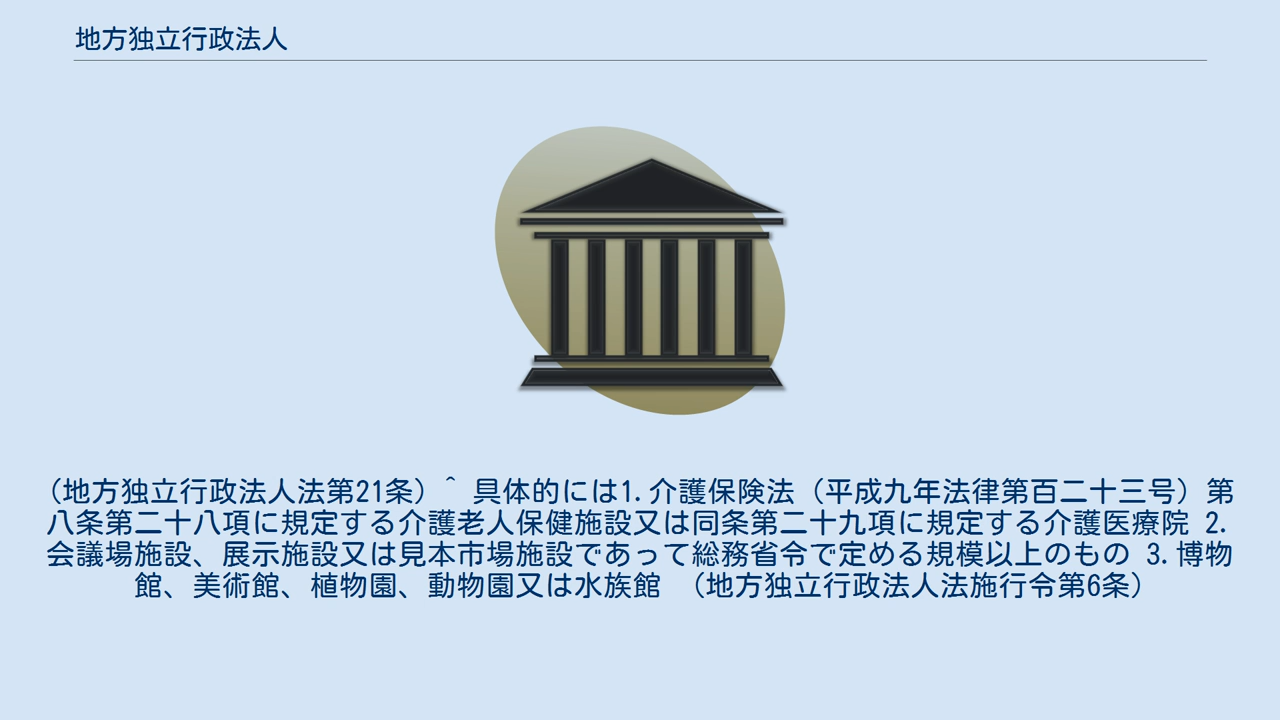 地方独立行政法人
（地方独立行政法人法第21条）^ 具体的には1.介護保険法（平成九年法律第百二十三号）第
八条第二十八項に規定する介護老人保健施設又は同条第二十九項に規定する介護医療院 2.
会議場施設、展示施設又は見本市場施設であって総務省令で定める規模以上のもの 3.博物
館、美術館、植物園、動物園又は水族館 （地方独立行政法人法施行令第6条）